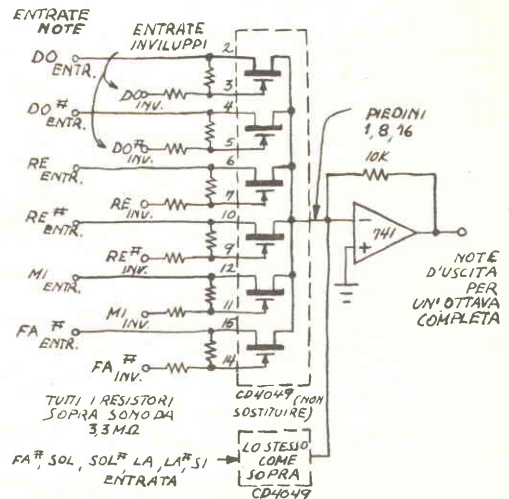 ENTRATE
NOTE
ENTRATE
INVILUPPI
DO
ENTR.
2
3
DO
INV.
DO#
ENTR.
4
5
DO#
INV.
PIEDINI
1, 8, 16
RE
ENTR.
6
7
RE
INV.
10K
RE#
ENTR.
10
9
RE#
INV.
741
MI
ENTR.
12
11
MI
INV.
NOTE
D'USCITA
PER
UN'OTTAVA
COMPLETA
FA#
ENTR.
15
14
FA#
INV.
CD4049 (NON
SOSTITUIRE)
TUTTI I RESISTORI
SOPRA SONO DA
3,3 MΩ
FA#, SOL, SOL#, LA, LA#, SI
ENTRATA
LO STESSO
COME
SOPRA
CD4049